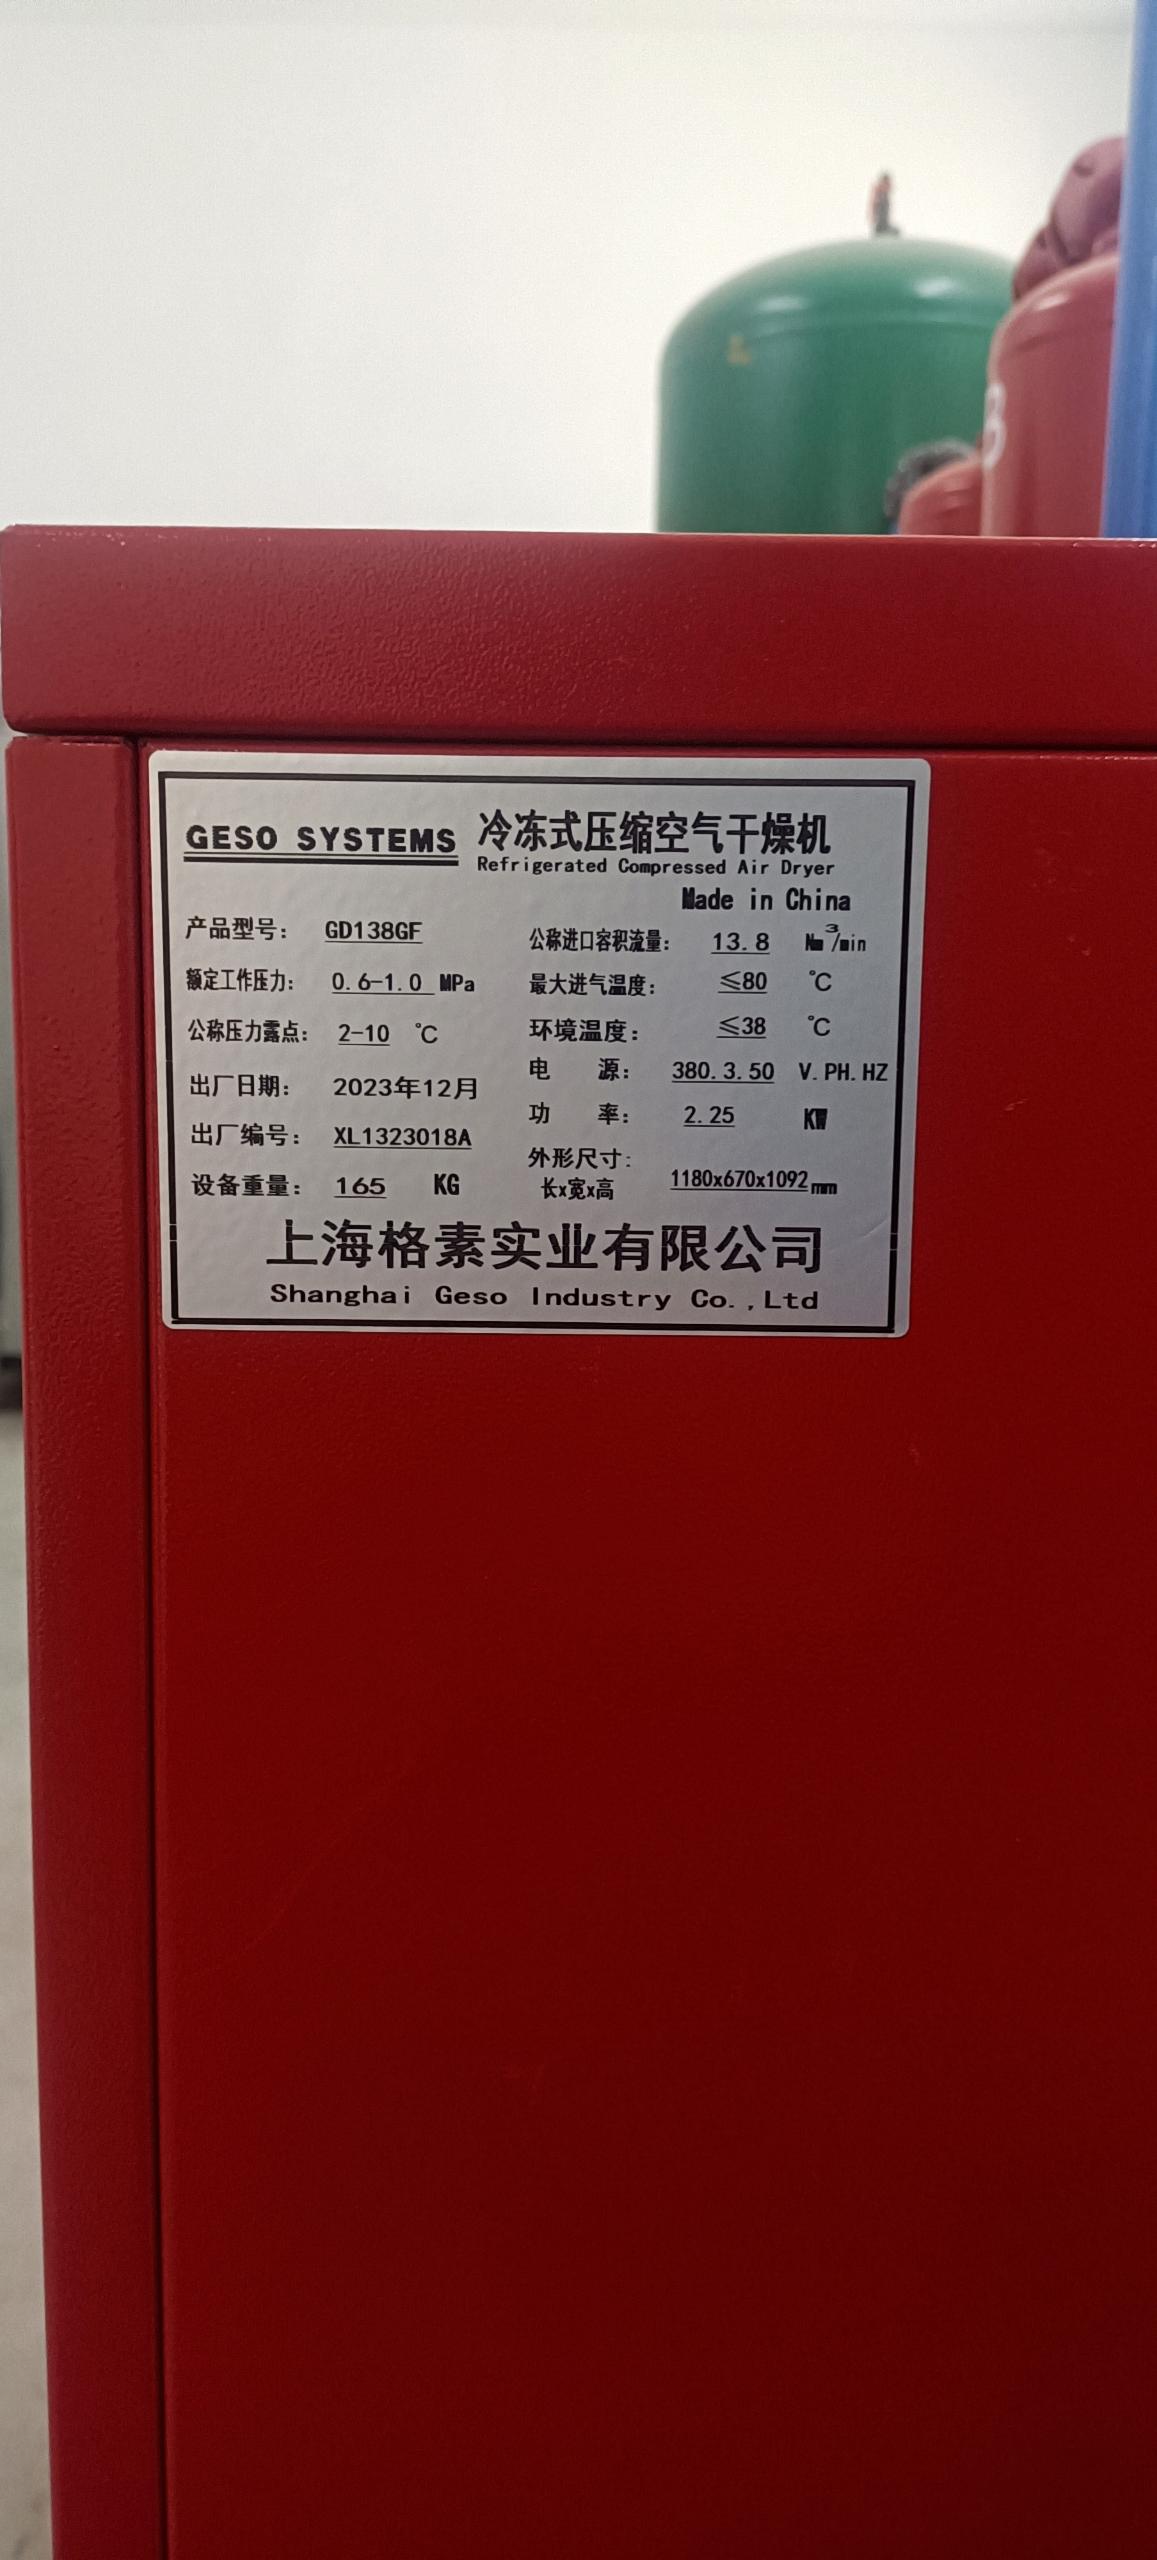 GESO SYSTEMS 冷冻式压缩空气干燥机
Refrigerated Compressed Air Dryer
Made in China
产品型号： GD138GF
额定工作压力： 0.6-1.0 MPa
公称压力露点： 2-10 ℃
出厂日期： 2023年12月
出厂编号： XL1323018A
设备重量： 165 KG
公称进口容积流量： 13.8 Nm³/min
最大进气温度： ≤80 ℃
环境温度： ≤38 ℃
电 源： 380.3.50 V.PH.HZ
功 率： 2.25 KW
外形尺寸:
长x宽x高 1180x670x1092mm
上海格素实业有限公司
Shanghai Geso Industry Co.,Ltd